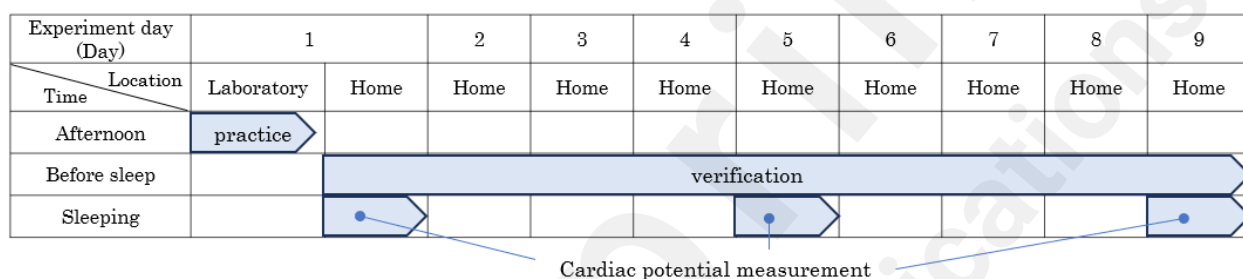 Experiment day (Day) 1 2 3 4 5 6 7 8 9
Location Time Laboratory Home Home Home Home Home Home Home Home Home
Afternoon practice
Before sleep verification
Sleeping
Cardiac potential measurement